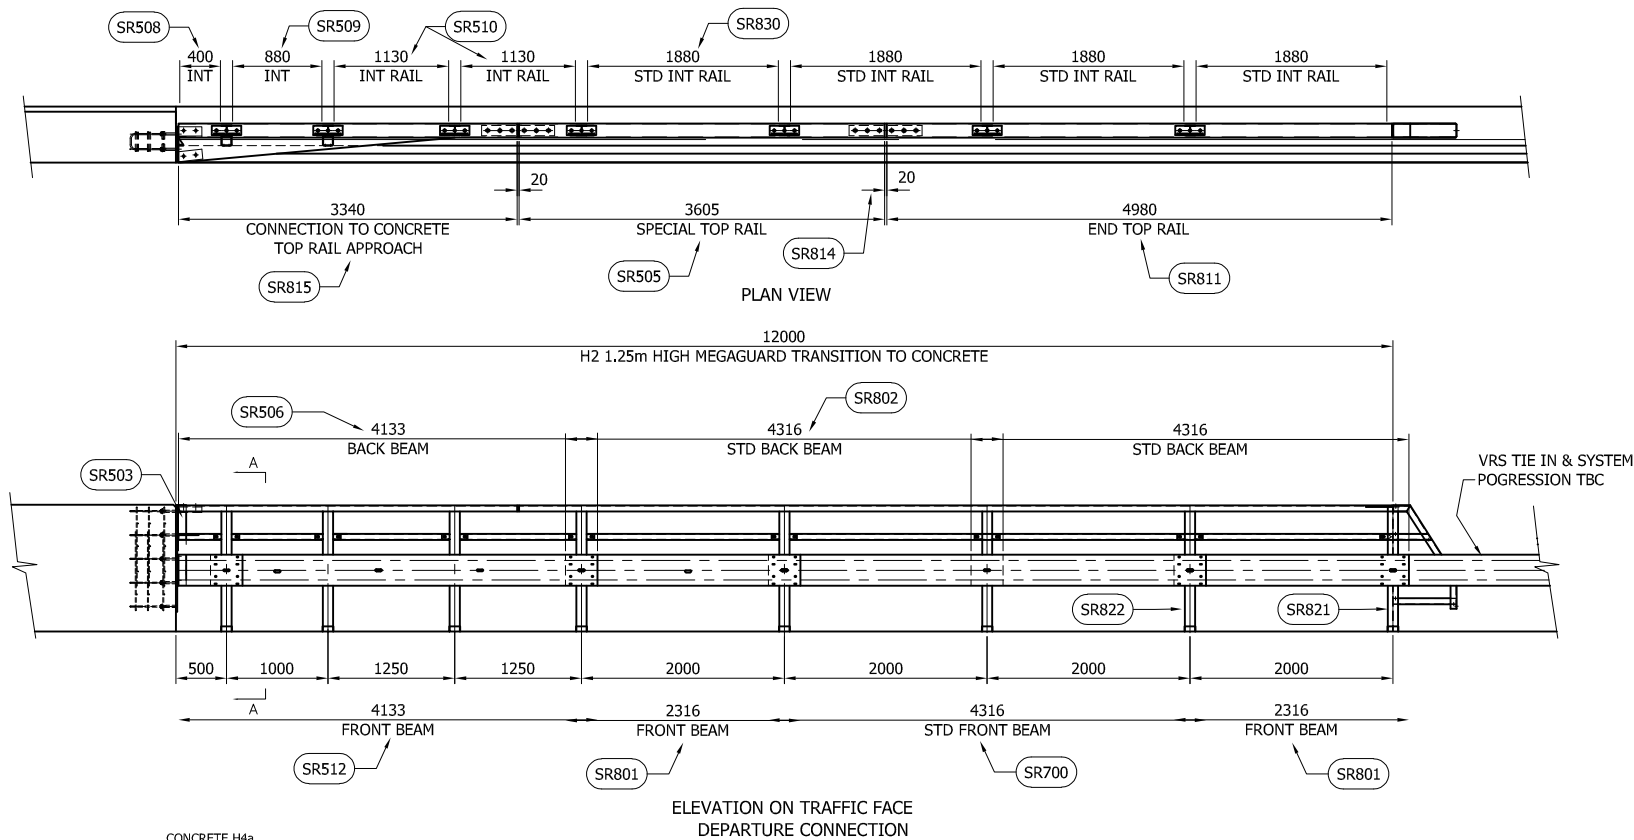 SR508
SR509
SR510
SR830
400
INT
880
INT
1130
INT RAIL
1130
INT RAIL
1880
STD INT RAIL
1880
STD INT RAIL
1880
STD INT RAIL
1880
STD INT RAIL
20
20
3340
CONNECTION TO CONCRETE
TOP RAIL APPROACH
3605
SPECIAL TOP RAIL
4980
END TOP RAIL
SR815
SR505
SR814
SR811
PLAN VIEW
12000
H2 1.25m HIGH MEGAGUARD TRANSITION TO CONCRETE
SR506
SR802
4133
BACK BEAM
4316
STD BACK BEAM
4316
STD BACK BEAM
SR503
A
VRS TIE IN & SYSTEM
POGRESSION TBC
SR822
SR821
500
1000
1250
1250
2000
2000
2000
2000
A
4133
FRONT BEAM
2316
FRONT BEAM
4316
STD FRONT BEAM
2316
FRONT BEAM
SR512
SR801
SR700
SR801
ELEVATION ON TRAFFIC FACE
DEPARTURE CONNECTION
CONCRETE H4a